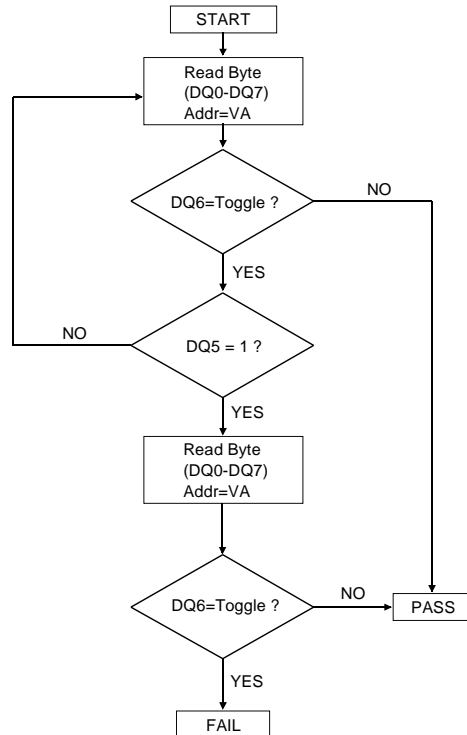 START
Read Byte
(DQ0-DQ7)
Addr=VA
DQ6=Toggle ?
NO
YES
NO
DQ5 = 1 ?
YES
Read Byte
(DQ0-DQ7)
Addr=VA
DQ6=Toggle ?
NO
PASS
YES
FAIL